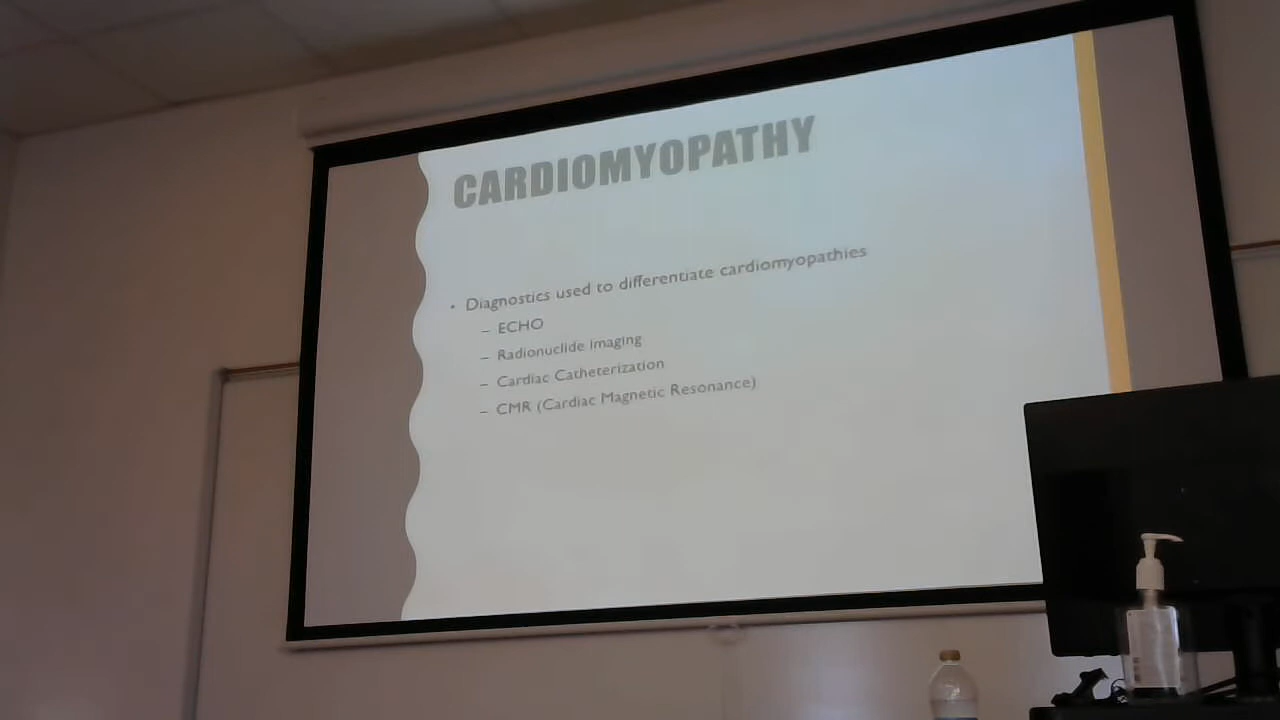 CARDIOMYOPATHY
• Diagnostics used to differentiate cardiomyopathies
– ECHO
– Radionuclide imaging
– Cardiac Catheterization
– CMR (Cardiac Magnetic Resonance)